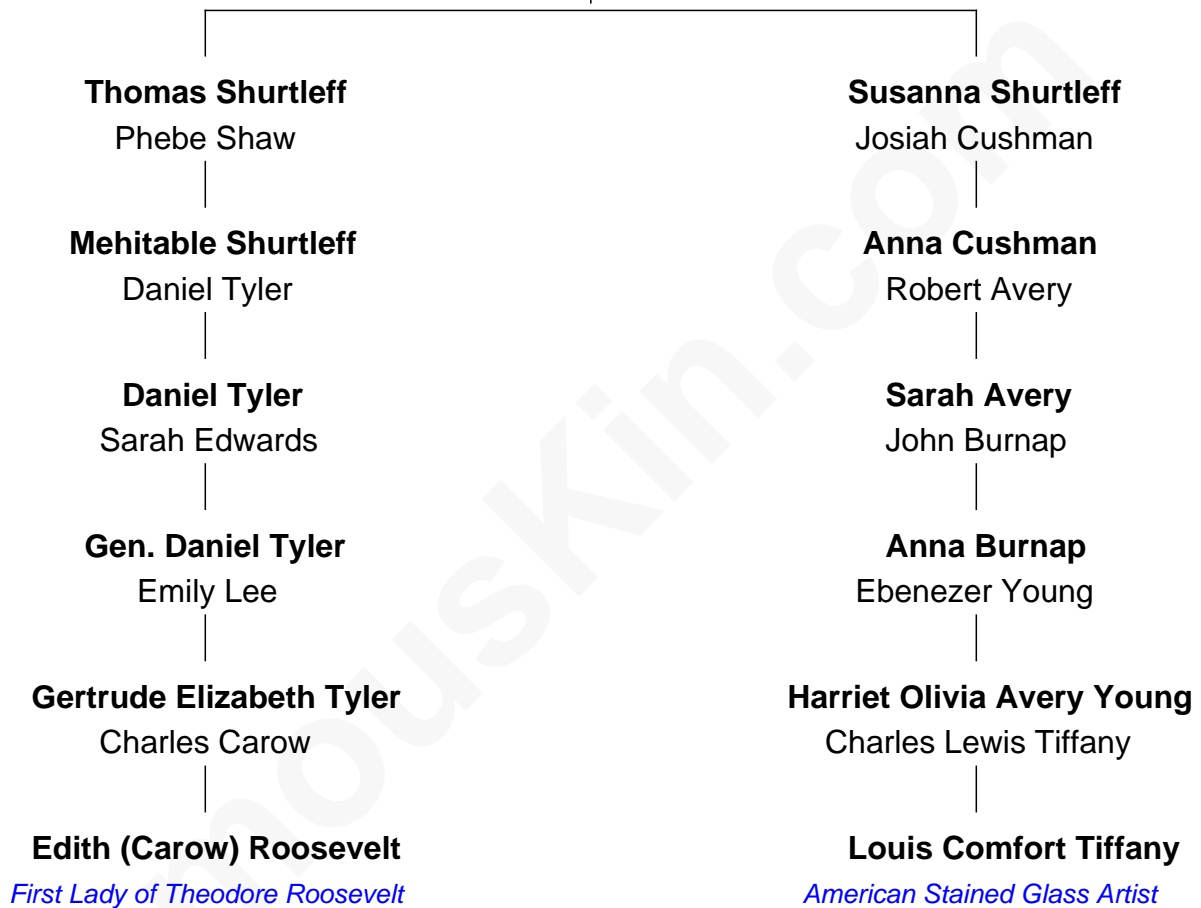 Thomas Shurtleff
Phebe Shaw
Mehitable Shurtleff
Daniel Tyler
Daniel Tyler
Sarah Edwards
Gen. Daniel Tyler
Emily Lee
Gertrude Elizabeth Tyler
Charles Carow
Edith (Carow) Roosevelt
First Lady of Theodore Roosevelt
Susanna Shurtleff
Josiah Cushman
Anna Cushman
Robert Avery
Sarah Avery
John Burnap
Anna Burnap
Ebenezer Young
Harriet Olivia Avery Young
Charles Lewis Tiffany
Louis Comfort Tiffany
American Stained Glass Artist
mousKin.com